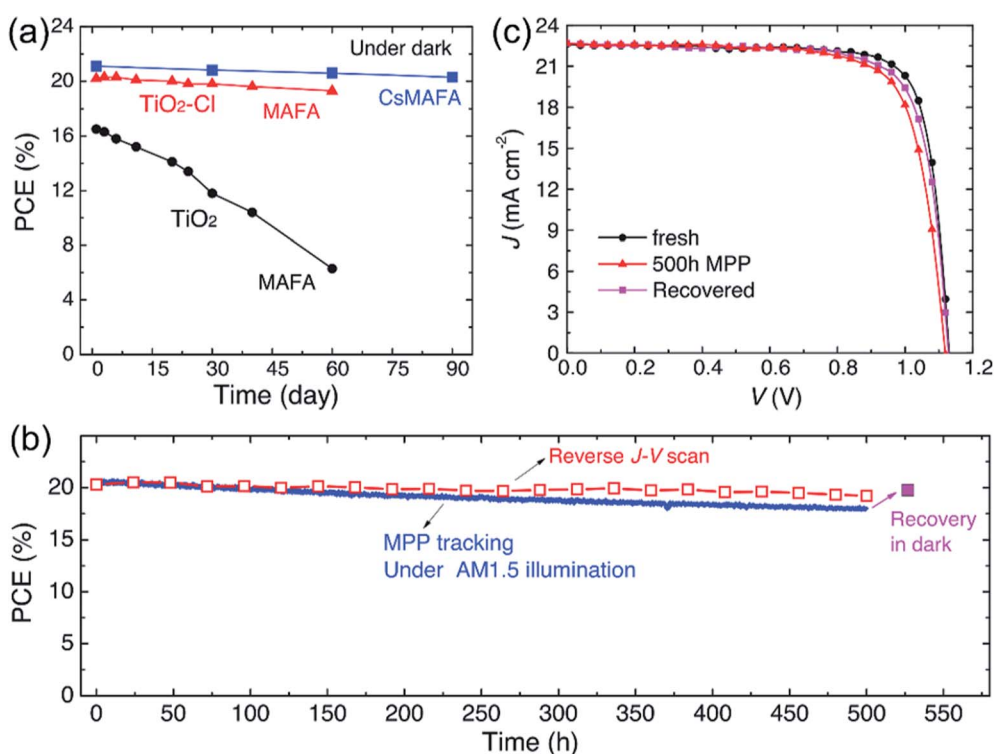 (a)
24
20
16
12
8
4
0
PCE (%)
Under dark
TiO2-Cl
MAFA
CsMAFA
TiO2
MAFA
0 15 30 45 60 75 90
Time (day)
(c)
24
21
18
15
12
9
6
3
0
J (mA cm-2)
fresh
500h MPP
Recovered
0.0 0.2 0.4 0.6 0.8 1.0 1.2
V (V)
(b)
20
15
10
5
0
PCE (%)
Reverse J-V scan
MPP tracking
Under AM1.5 illumination
Recovery
in dark
0 50 100 150 200 250 300 350 400 450 500 550
Time (h)